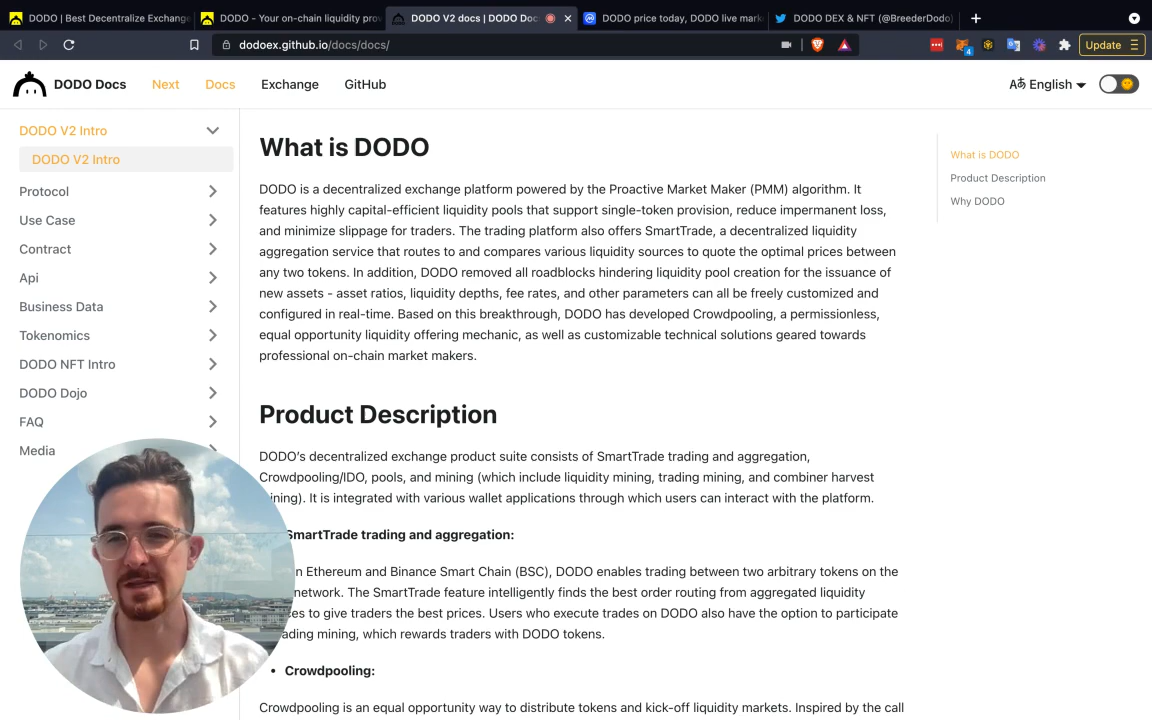 DODO | Best Decentralize Exchange
DODO - Your on-chain liquidity prov
DODO V2 docs | DODO Doc
DODO price today, DODO live mark
DODO DEX & NFT (@BreederDodo)
dodoex.github.io/docs/docs/
4
Update
DODO Docs
Next
Docs
Exchange
GitHub
English
DODO V2 Intro
DODO V2 Intro
Protocol
Use Case
Contract
Api
Business Data
Tokenomics
DODO NFT Intro
DODO Dojo
FAQ
Media
What is DODO
DODO is a decentralized exchange platform powered by the Proactive Market Maker (PMM) algorithm. It
features highly capital-efficient liquidity pools that support single-token provision, reduce impermanent loss,
and minimize slippage for traders. The trading platform also offers SmartTrade, a decentralized liquidity
aggregation service that routes to and compares various liquidity sources to quote the optimal prices between
any two tokens. In addition, DODO removed all roadblocks hindering liquidity pool creation for the issuance of
new assets - asset ratios, liquidity depths, fee rates, and other parameters can all be freely customized and
configured in real-time. Based on this breakthrough, DODO has developed Crowdpooling, a permissionless,
equal opportunity liquidity offering mechanic, as well as customizable technical solutions geared towards
professional on-chain market makers.
Product Description
DODO's decentralized exchange product suite consists of SmartTrade trading and aggregation,
Crowdpooling/IDO, pools, and mining (which include liquidity mining, trading mining, and combiner harvest
ining). It is integrated with various wallet applications through which users can interact with the platform.
SmartTrade trading and aggregation:
n Ethereum and Binance Smart Chain (BSC), DODO enables trading between two arbitrary tokens on the
network. The SmartTrade feature intelligently finds the best order routing from aggregated liquidity
ces to give traders the best prices. Users who execute trades on DODO also have the option to participate
ading mining, which rewards traders with DODO tokens.
• Crowdpooling:
Crowdpooling is an equal opportunity way to distribute tokens and kick-off liquidity markets. Inspired by the call
What is DODO
Product Description
Why DODO